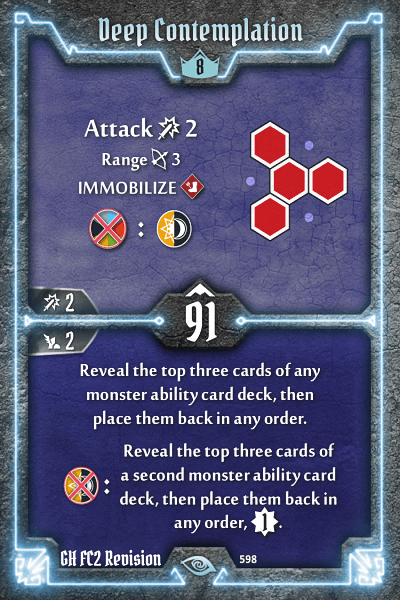 Deep Contemplation
8
Attack 2
Range 3
IMMOBILIZE
:
2
91
2
Reveal the top three cards of any
monster ability card deck, then
place them back in any order.
Reveal the top three cards of
: a second monster ability card
deck, then place them back in
any order, 1.
GH FC2 Revision
598